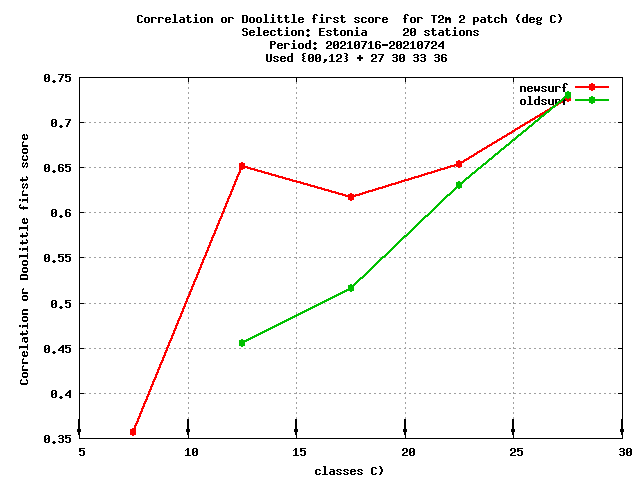 Correlation or Doolittle first score  for T2m 2 patch (deg C)
Selection: Estonia     20 stations
Period: 20210716-20210724
Used {00,12} + 27 30 33 36
newsurf
oldsurf
Correlation or Doolittle first score
0.75
0.7
0.65
0.6
0.55
0.5
0.45
0.4
0.35
5 10 15 20 25 30
classes C)